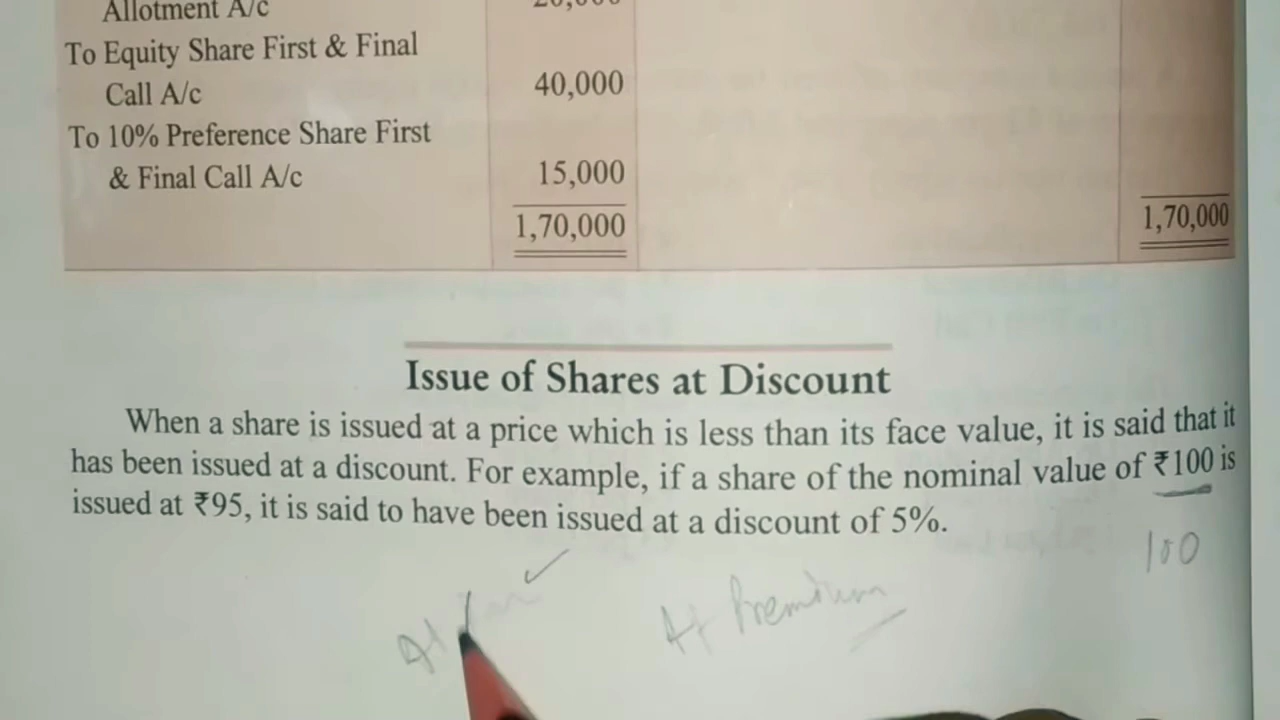 Allotment A/c
To Equity Share First & Final
Call A/c 40,000
To 10% Preference Share First
& Final Call A/c 15,000
1,70,000 1,70,000
Issue of Shares at Discount
When a share is issued at a price which is less than its face value, it is said that it
has been issued at a discount. For example, if a share of the nominal value of ₹100 is
issued at ₹95, it is said to have been issued at a discount of 5%.
100
At Premium
At